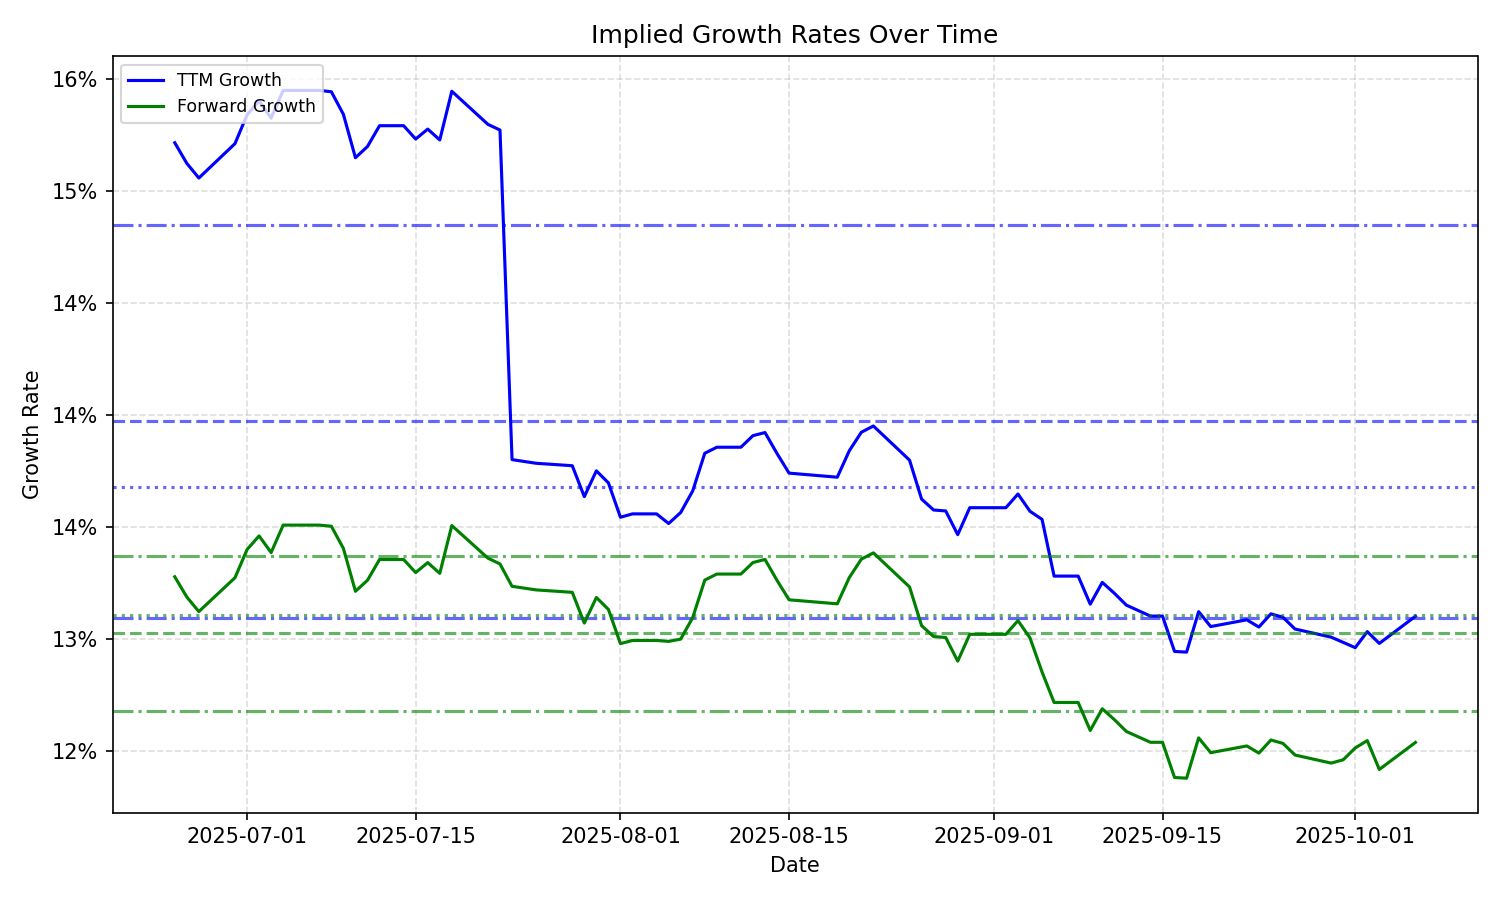 Implied Growth Rates Over Time
TTM Growth
Forward Growth
16%
15%
14%
14%
14%
13%
12%
Growth Rate
2025-07-01
2025-07-15
2025-08-01
2025-08-15
2025-09-01
2025-09-15
2025-10-01
Date